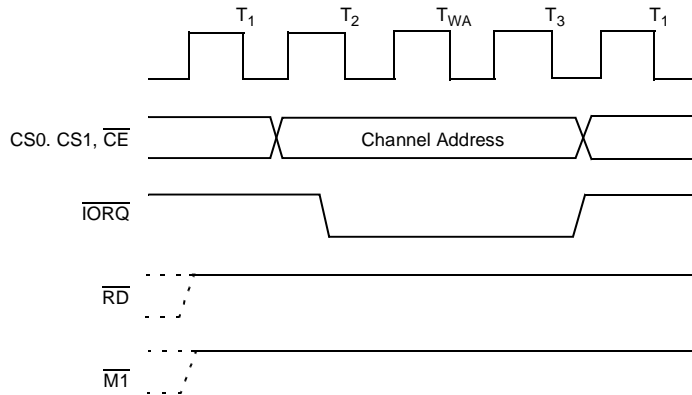 T1 T2 TWA T3 T1
CS0. CS1, CE
Channel Address
IORQ
RD
M1